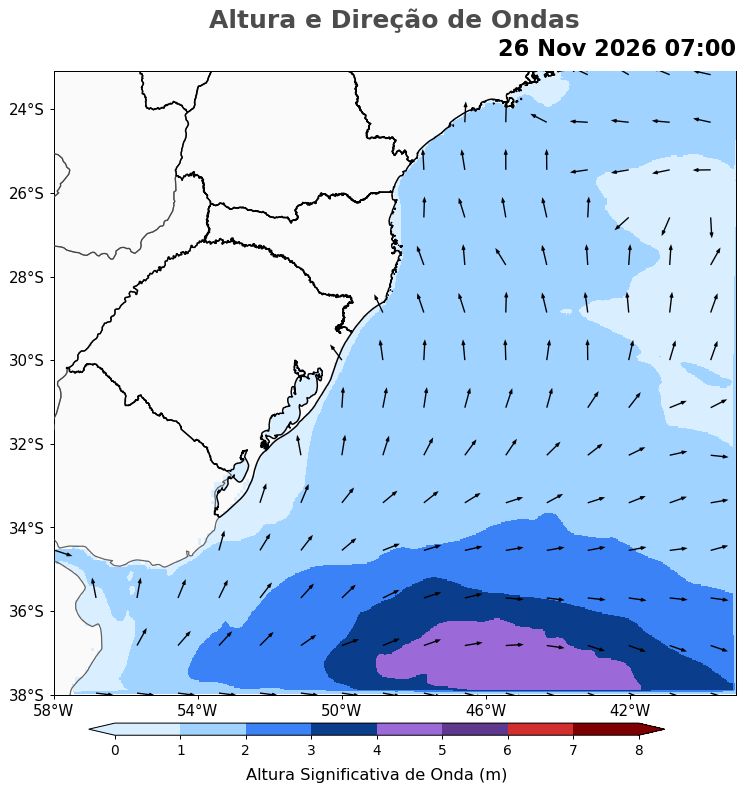 Altura e Direção de Ondas
26 Nov 2026 07:00
24°S
26°S
28°S
30°S
32°S
34°S
36°S
38°S
58°W 54°W 50°W 46°W 42°W
0 1 2 3 4 5 6 7 8
Altura Significativa de Onda (m)